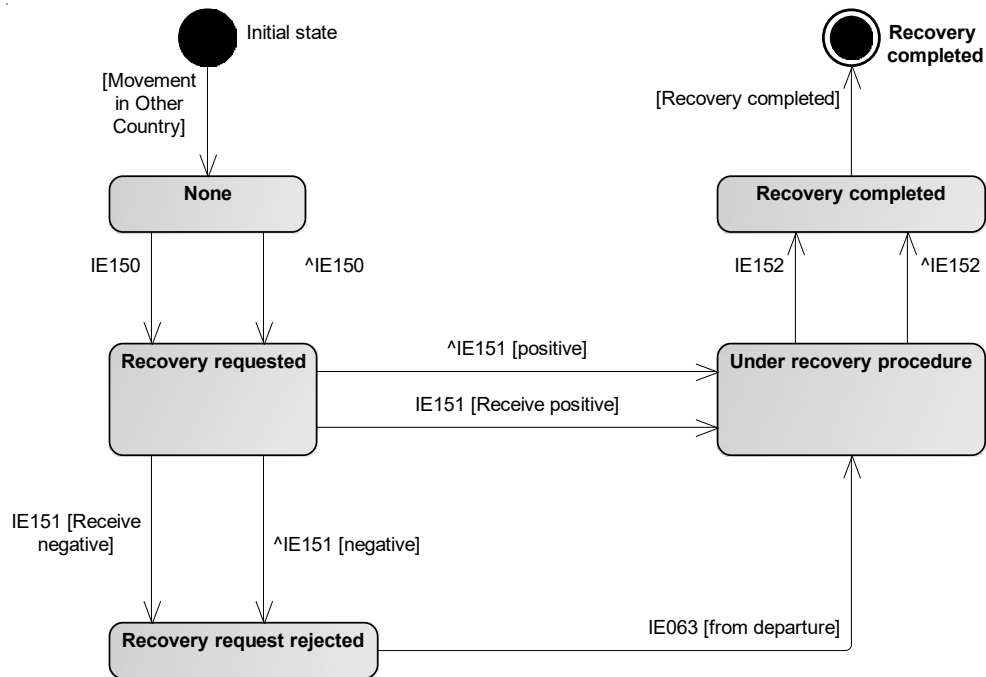 Initial state
Recovery
completed
[Movement
in Other
Country]
[Recovery completed]
None
Recovery completed
IE150
^IE150
IE152
^IE152
Recovery requested
^IE151 [positive]
Under recovery procedure
IE151 [Receive positive]
IE151 [Receive
negative]
^IE151 [negative]
Recovery request rejected
IE063 [from departure]